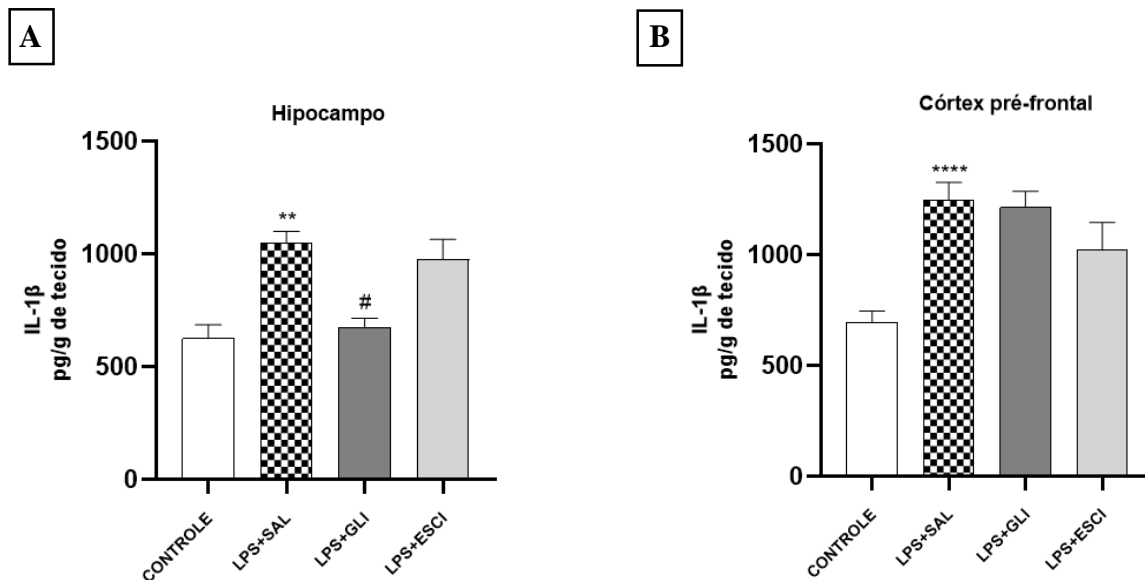 A
Hipocampo
1500
1000
500
0
IL-1β
pg/g de tecido
**
#
CONTROLE
LPS+SAL
LPS+GLI
LPS+ESCI
B
Córtex pré-frontal
1500
1000
500
0
IL-1β
pg/g de tecido
****
CONTROLE
LPS+SAL
LPS+GLI
LPS+ESCI